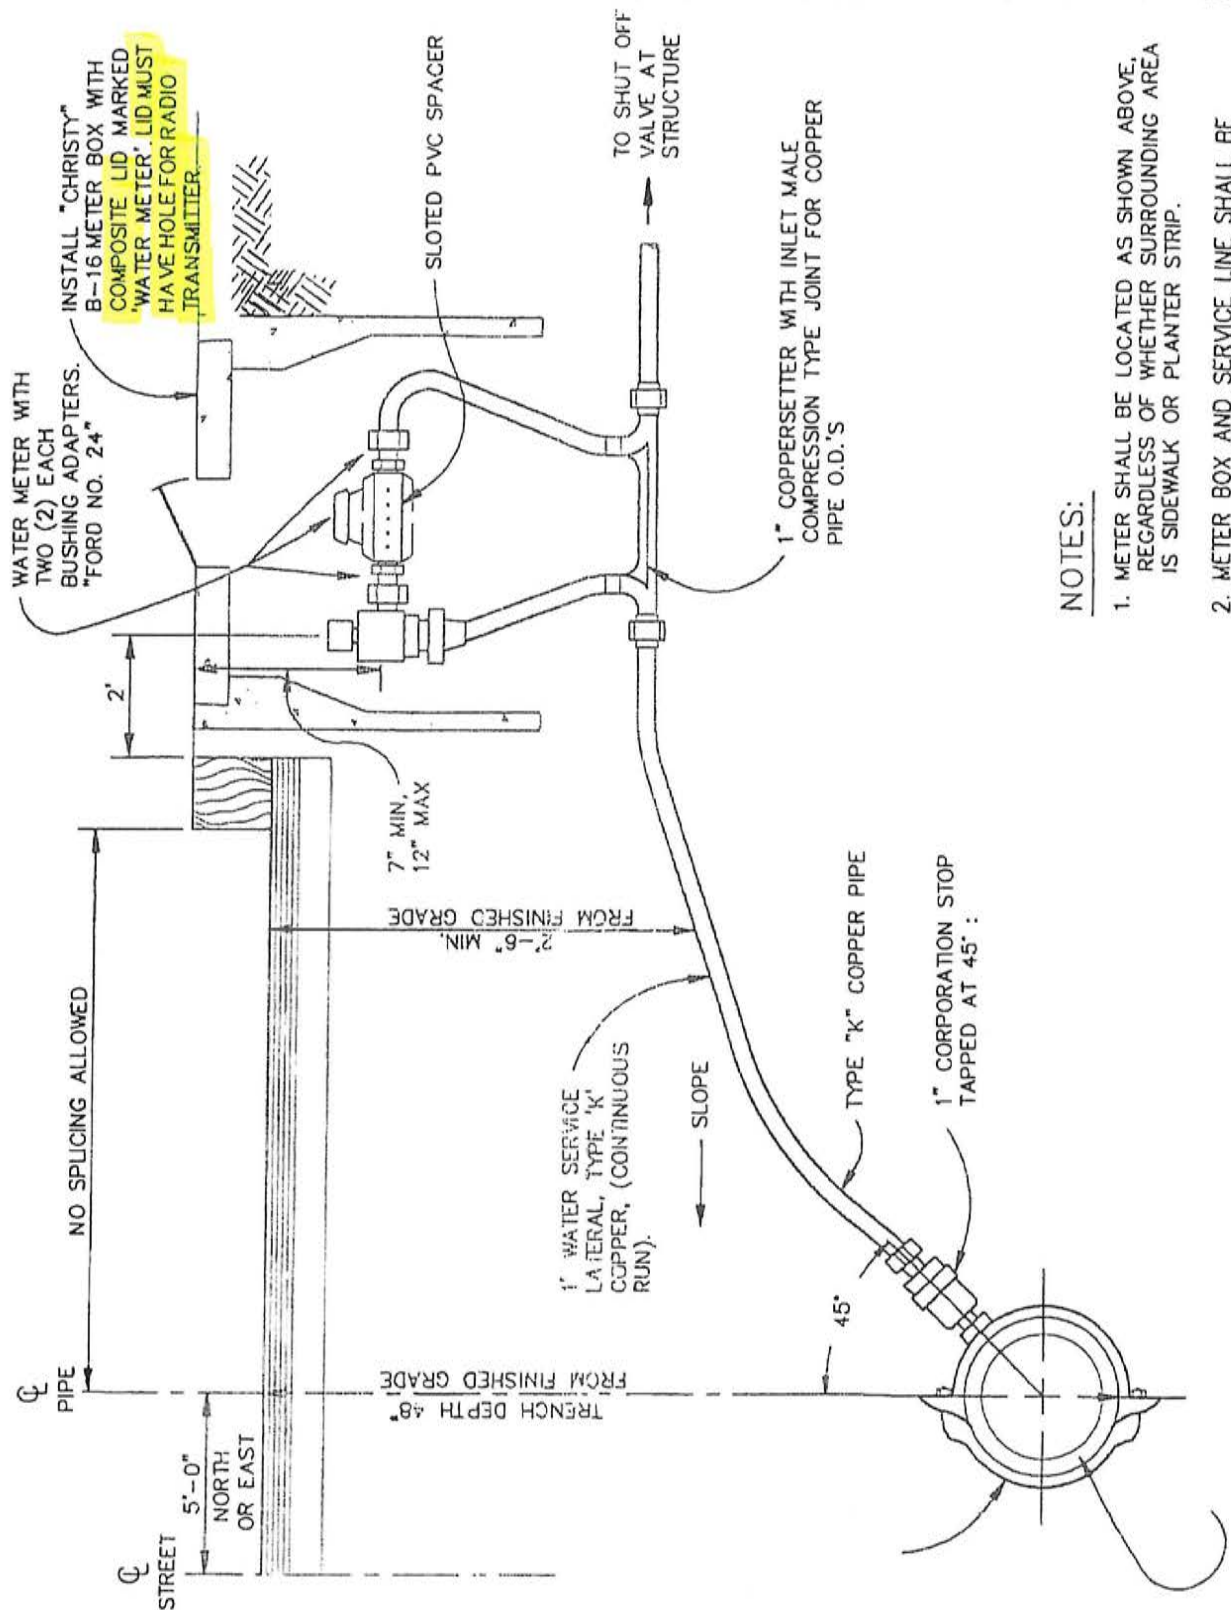 WATER METER WITH
TWO (2) EACH
BUSHING ADAPTERS.
"FORD NO. 24"
INSTALL "CHRISTY"
B-16 METER BOX WITH
COMPOSITE LID MARKED
'WATER METER'. LID MUST
HAVE HOLE FOR RADIO
TRANSMITTER.
SLOTED PVC SPACER
TO SHUT OFF
VALVE AT
STRUCTURE
2'
7" MIN,
12" MAX
NO SPLICING ALLOWED
℄
PIPE
℄
STREET
5'-0"
NORTH
OR EAST
2'-6" MIN.
FROM FINISHED GRADE
TRENCH DEPTH 48"
FROM FINISHED GRADE
1" WATER SERVICE
LATERAL, TYPE 'K'
COPPER, (CONTINUOUS
RUN).
SLOPE
45°
TYPE "K" COPPER PIPE
1" CORPORATION STOP
TAPPED AT 45° :
1" COPPERSETTER WITH INLET MALE
COMPRESSION TYPE JOINT FOR COPPER
PIPE O.D.'S
NOTES:
1. METER SHALL BE LOCATED AS SHOWN ABOVE,
REGARDLESS OF WHETHER SURROUNDING AREA
IS SIDEWALK OR PLANTER STRIP.
2. METER BOX AND SERVICE LINE SHALL BE